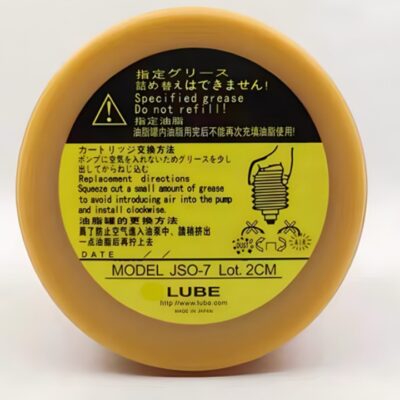 指定グリース
詰め替えはできません!
Specified grease
Do not refill!
指定油脂
油脂罐内油脂用完后不能再次充填油脂使用!
カートリッジ交換方法
ポンプに空気を入れないためグリースを少し
出してからねじ込む
Replacement directions
Squeeze out a small amount of grease
to avoid introducing air into the pump
and install clockwise.
油脂罐的更換方法
萬了防止空气進入油泵中、請稍挤出
一点油脂后再拧上去
DATE / /
DUST
AIR
MODEL JSO-7 Lot. 2CM
LUBE
http://www.lube.com
MADE IN JAPAN